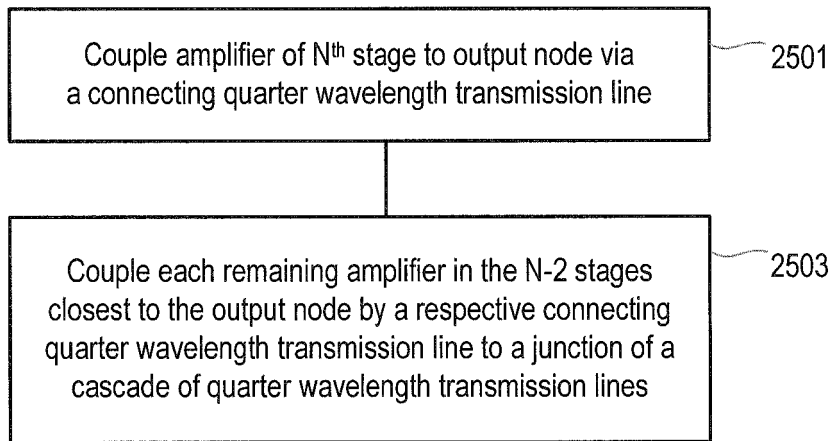 Couple amplifier of Nth stage to output node via
a connecting quarter wavelength transmission line
2501
Couple each remaining amplifier in the N-2 stages
closest to the output node by a respective connecting
quarter wavelength transmission line to a junction of a
cascade of quarter wavelength transmission lines
2503